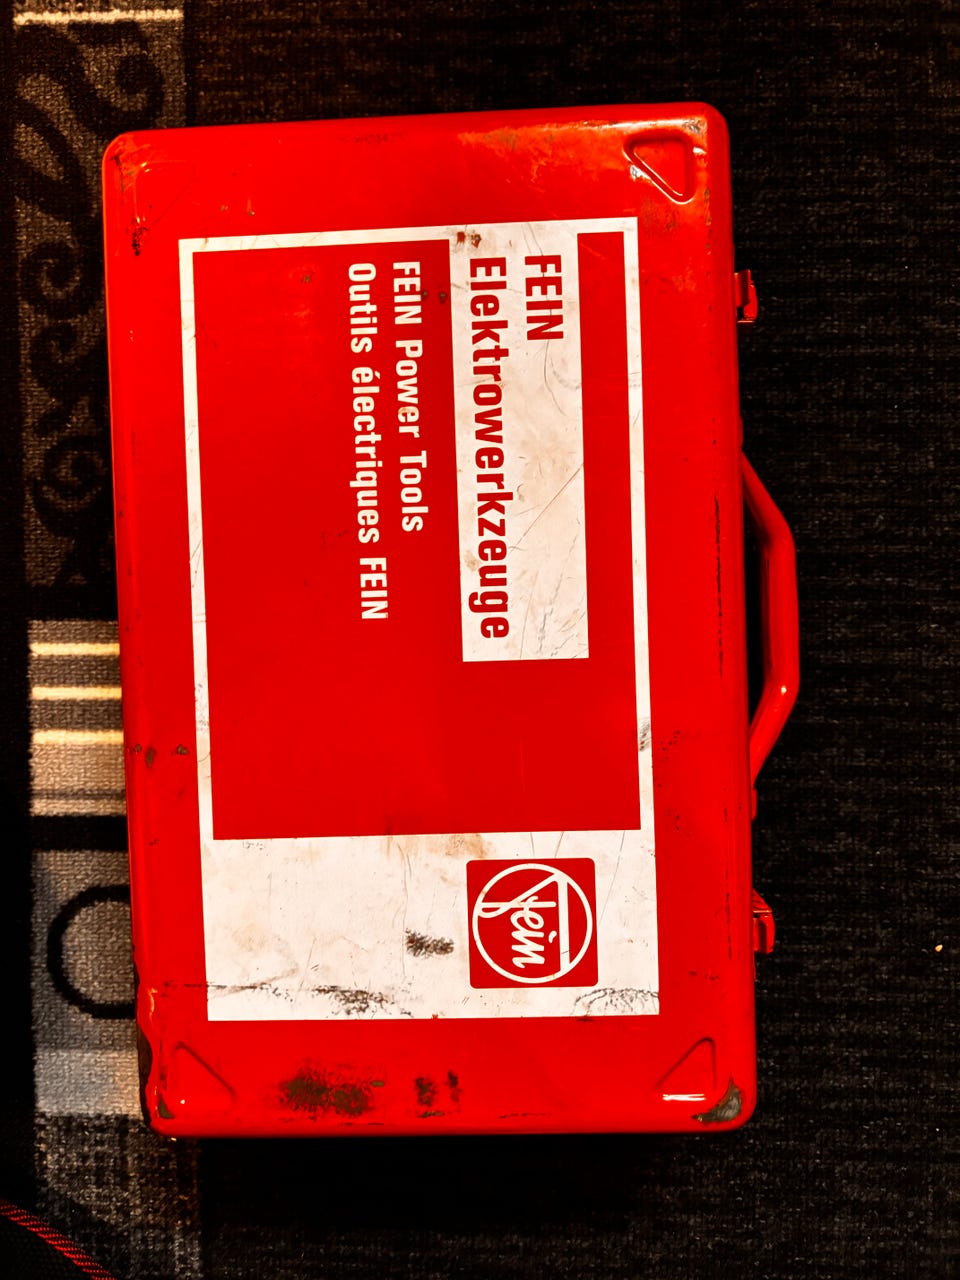 FEIN
Elektrowerkzeuge
FEIN Power Tools
Outils électriques FEIN
Fein